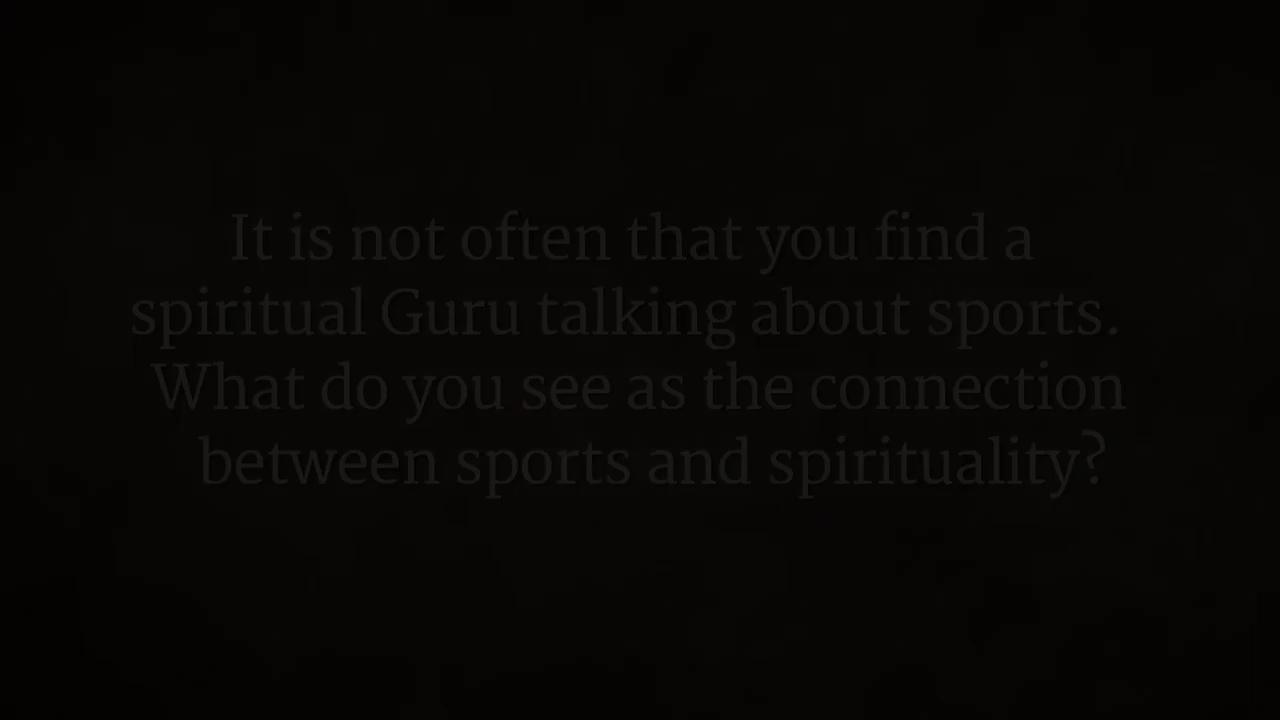 It is not often that you find a
spiritual Guru talking about sports.
What do you see as the connection
between sports and spirituality?